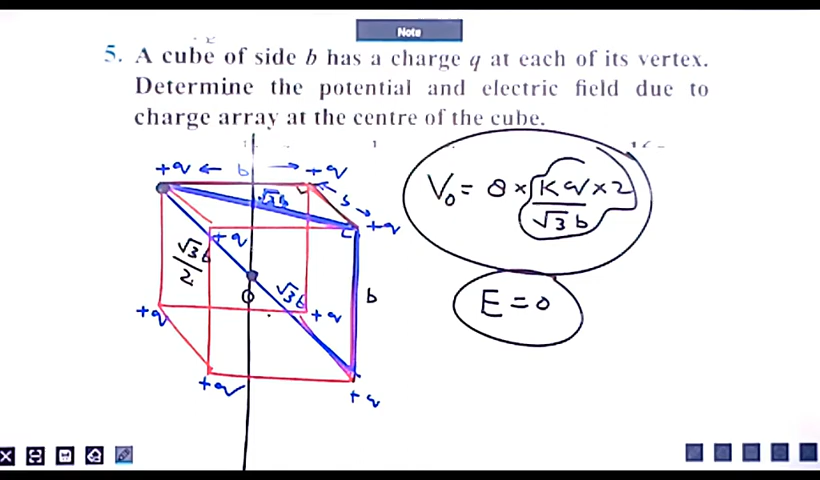 Note
5. A cube of side b has a charge q at each of its vertex.
Determine the potential and electric field due to
charge array at the centre of the cube.
+q ← b → +q
b
+q
+q
√3b/2
O
√3b
b
+q
+q
+q
+q
V₀ = 8 × Kq × 2 / √3 b
E = 0